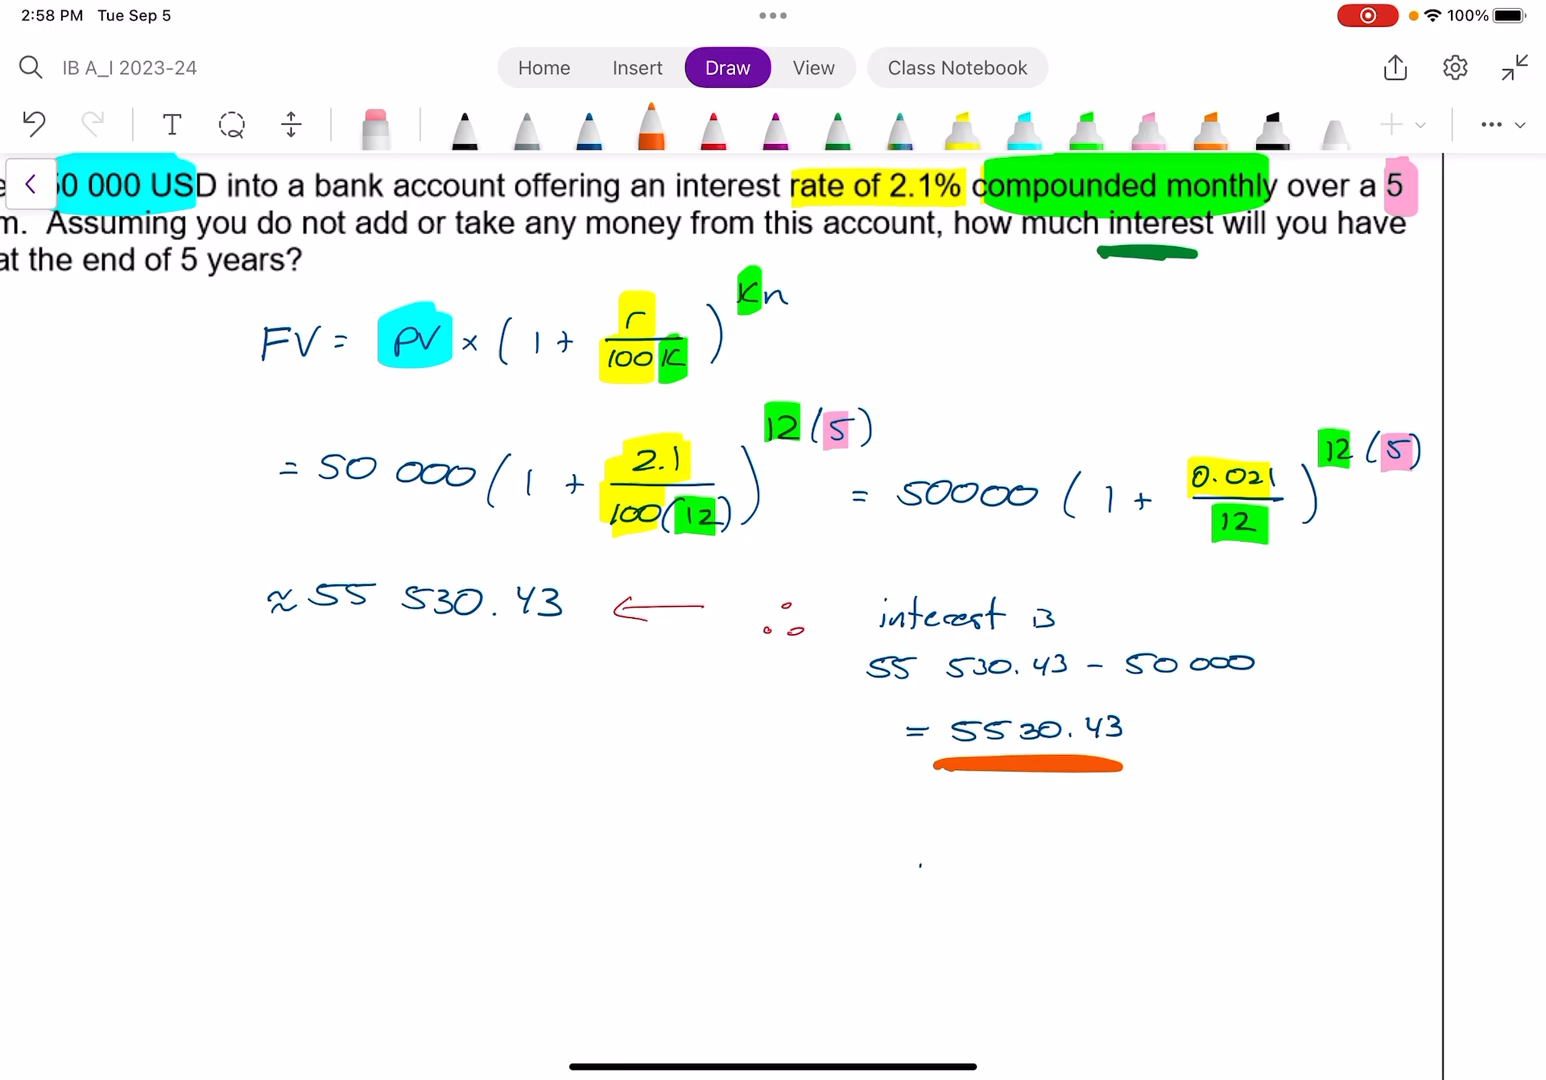 2:58 PM Tue Sep 5
100%
IB A_I 2023-24
Home Insert Draw View Class Notebook
T
0 000 USD into a bank account offering an interest rate of 2.1% compounded monthly over a 5
m. Assuming you do not add or take any money from this account, how much interest will you have
at the end of 5 years?
FV = PV × (1 + r/100k)^kn
= 50 000 (1 + 2.1/100(12))^12(5) = 50000 (1 + 0.021/12)^12(5)
≈ 55 530.43 ← ∴ interest is
55 530.43 - 50 000
= 5530.43